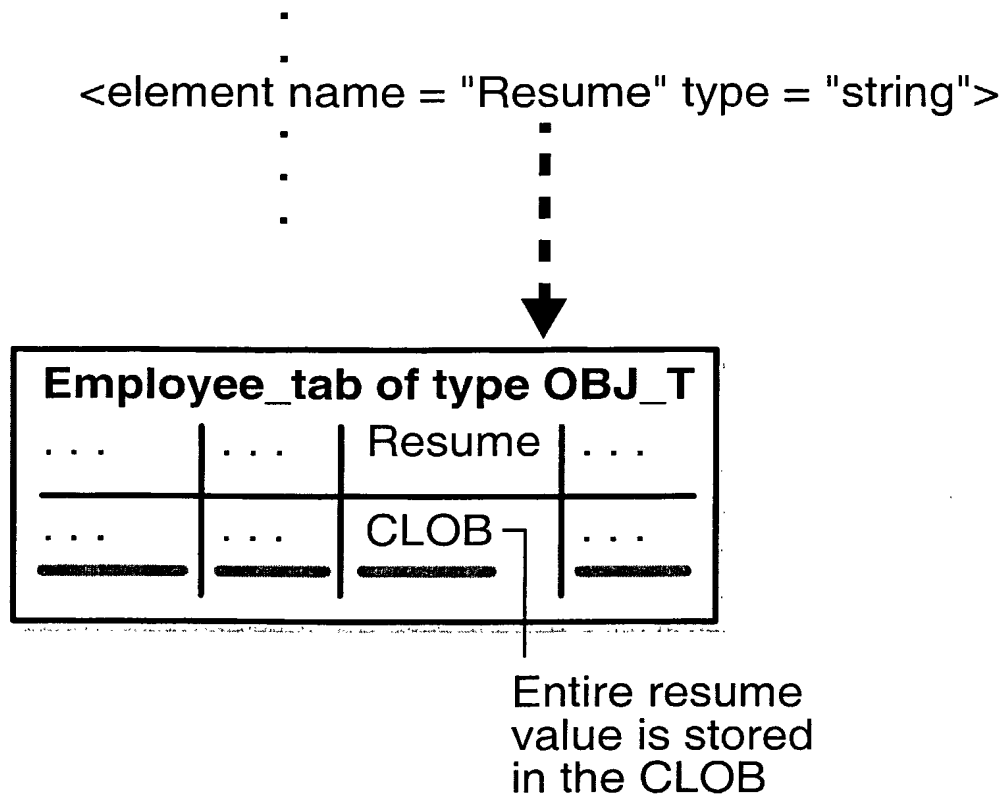 <element name = "Resume" type = "string">
Employee_tab of type OBJ_T
. . . . . . Resume . . .
. . . . . . CLOB . . .
Entire resume
value is stored
in the CLOB